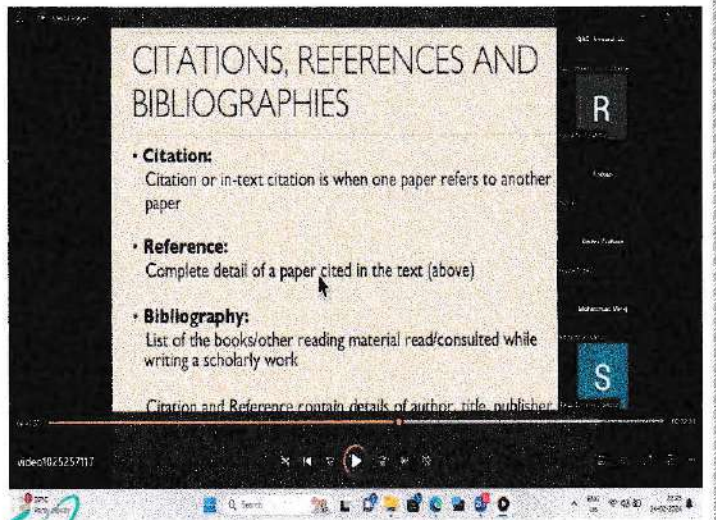 CITATIONS, REFERENCES AND
BIBLIOGRAPHIES
• Citation:
Citation or in-text citation is when one paper refers to another
paper
• Reference:
Complete detail of a paper cited in the text (above)
• Bibliography:
List of the books/other reading material read/consulted while
writing a scholarly work
Citation and Reference contain details of author, title, publisher
R
S
video1025257117
Search